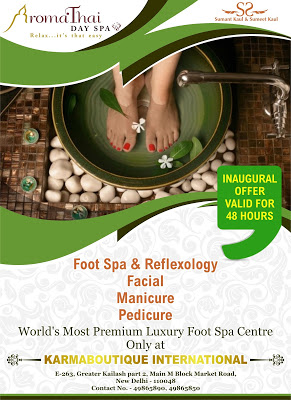 AromaThai
DAY SPA
Relax...it's that easy
SS
Sumant Kaul & Sumeet Kaul
INAUGURAL
OFFER
VALID FOR
48 HOURS
Foot Spa & Reflexology
Facial
Manicure
Pedicure
World's Most Premium Luxury Foot Spa Centre
Only at
KARMABOUTIQUE INTERNATIONAL
E-263, Greater Kailash part 2, Main M Block Market Road,
New Delhi - 110048
Contact No. - 49865890, 49865850